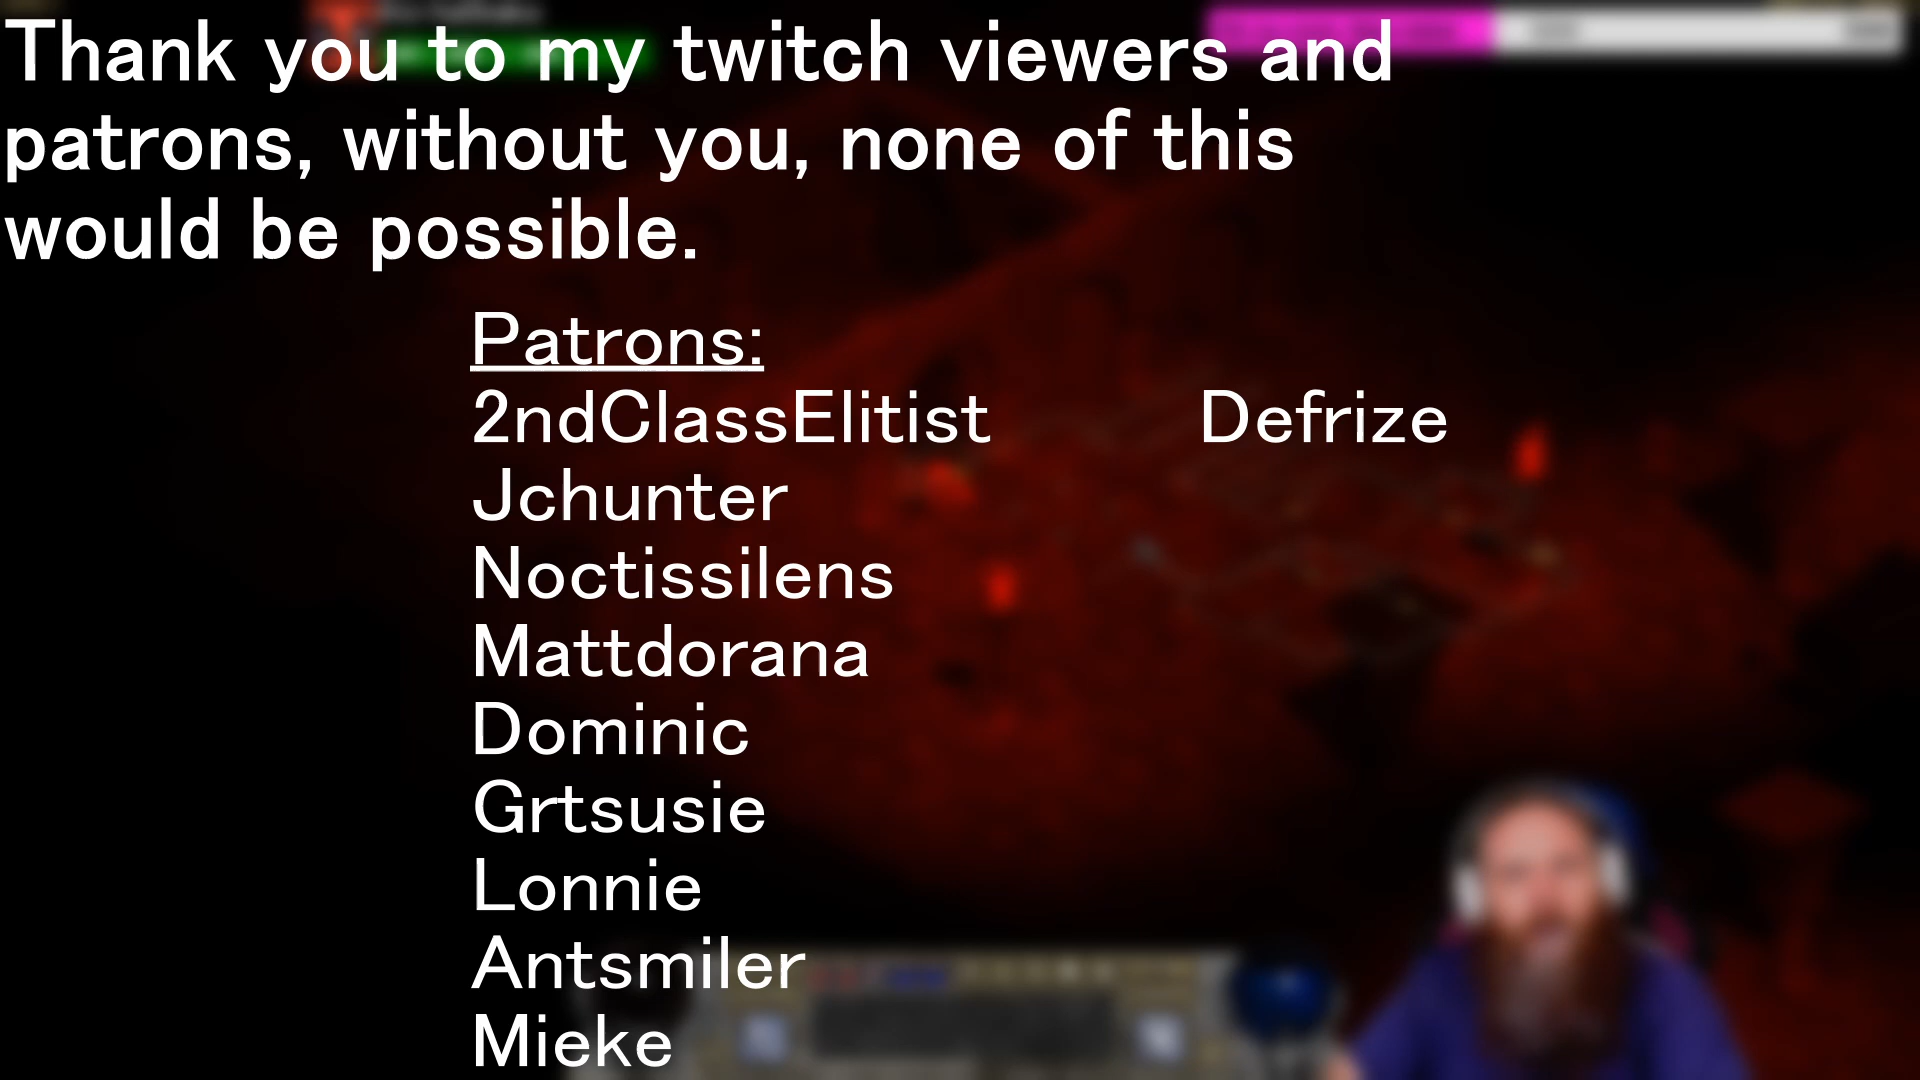 Thank you to my twitch viewers and
patrons, without you, none of this
would be possible.
Patrons:
2ndClassElitist
Jchunter
Noctissilens
Mattdorana
Dominic
Grtsusie
Lonnie
Antsmiler
Mieke
Defrize